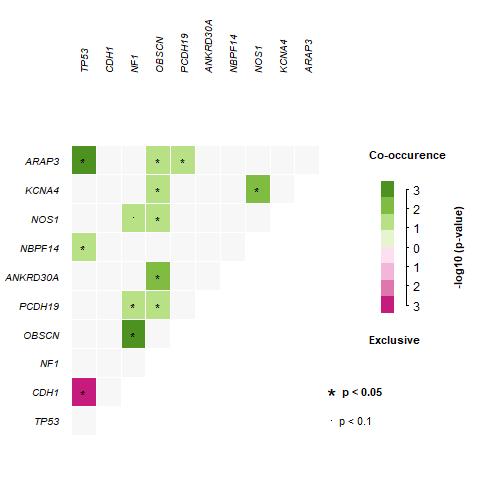 TP53
CDH1
NF1
OBSCN
PCDH19
ANKRD30A
NBPF14
NOS1
KCNA4
ARAP3
ARAP3 * * *
KCNA4 * *
NOS1 · *
NBPF14 *
ANKRD30A *
PCDH19 * *
OBSCN *
NF1
CDH1 *
TP53
Co-occurence
3
2
1
0
1
2
3
-log10 (p-value)
Exclusive
* p < 0.05
· p < 0.1